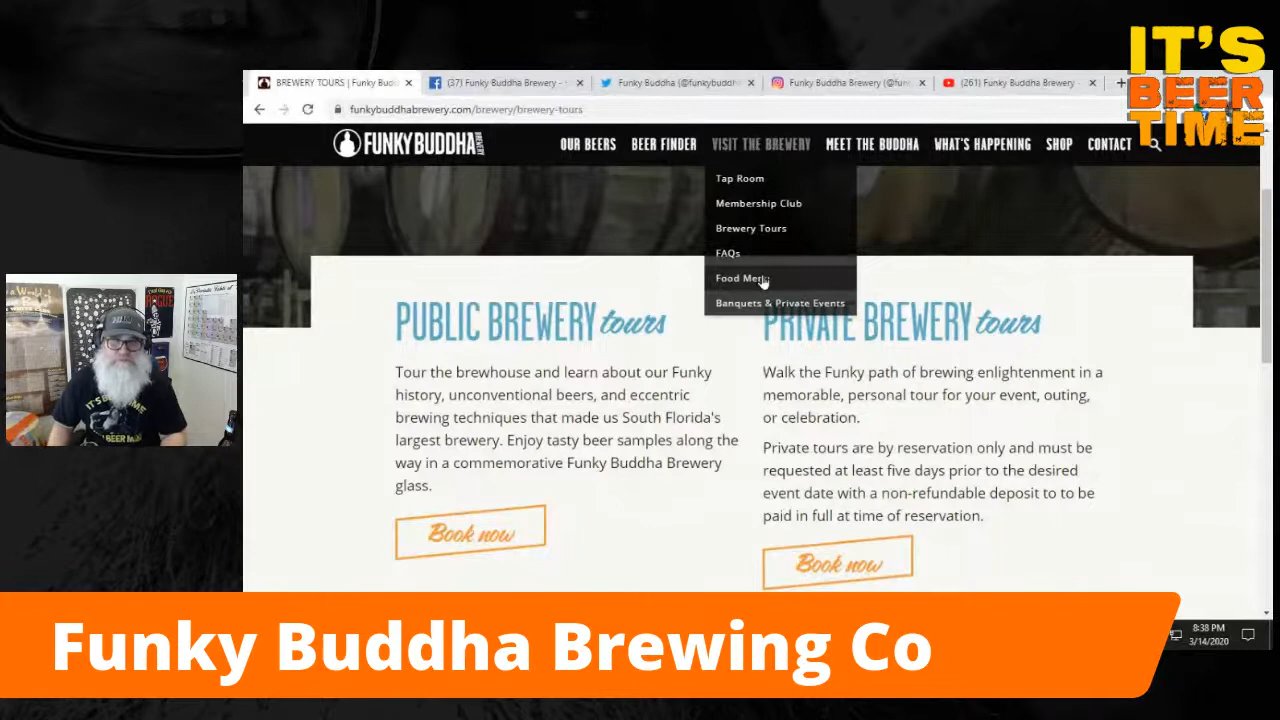 IT'S
BEER
TIME
BREWERY TOURS | Funky Bud
(37) Funky Buddha Brewery -
Funky Buddha (@funkybudd
Funky Buddha Brewery (@fun
(261) Funky Buddha Brewery -
funkybuddhabrewery.com/brewery/brewery-tours
FUNKY BUDDHA BREWERY
OUR BEERS BEER FINDER VISIT THE BREWERY MEET THE BUDDHA WHAT'S HAPPENING SHOP CONTACT
Tap Room
Membership Club
Brewery Tours
FAQs
Food Menu
Banquets & Private Events
PUBLIC BREWERY tours
Tour the brewhouse and learn about our Funky
history, unconventional beers, and eccentric
brewing techniques that made us South Florida's
largest brewery. Enjoy tasty beer samples along the
way in a commemorative Funky Buddha Brewery
glass.
Book now
PRIVATE BREWERY tours
Walk the Funky path of brewing enlightenment in a
memorable, personal tour for your event, outing,
or celebration.
Private tours are by reservation only and must be
requested at least five days prior to the desired
event date with a non-refundable deposit to to be
paid in full at time of reservation.
Book now
8:38 PM
3/14/2020
Funky Buddha Brewing Co